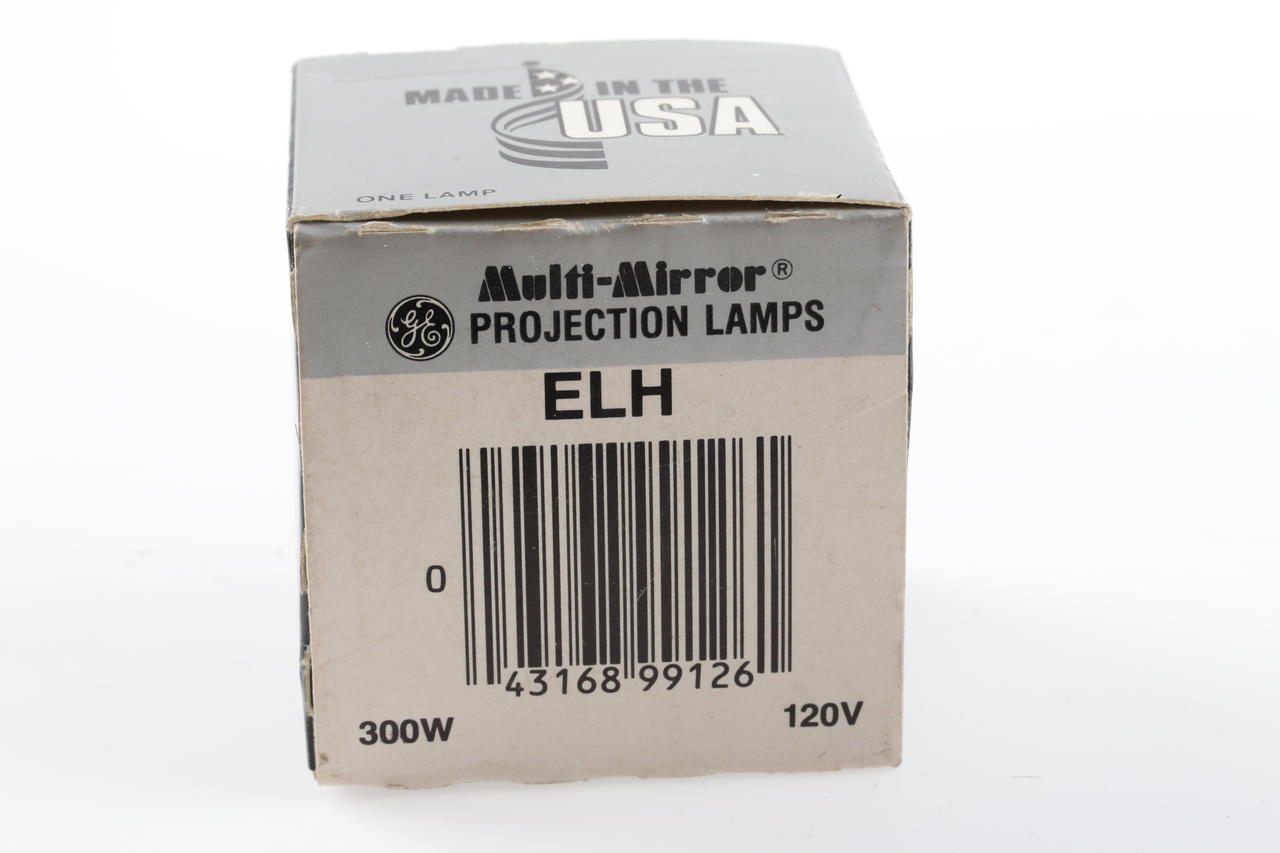 MADE IN THE
USA
ONE LAMP
Multi-Mirror®
GE PROJECTION LAMPS
ELH
0
43168 99126
300W 120V